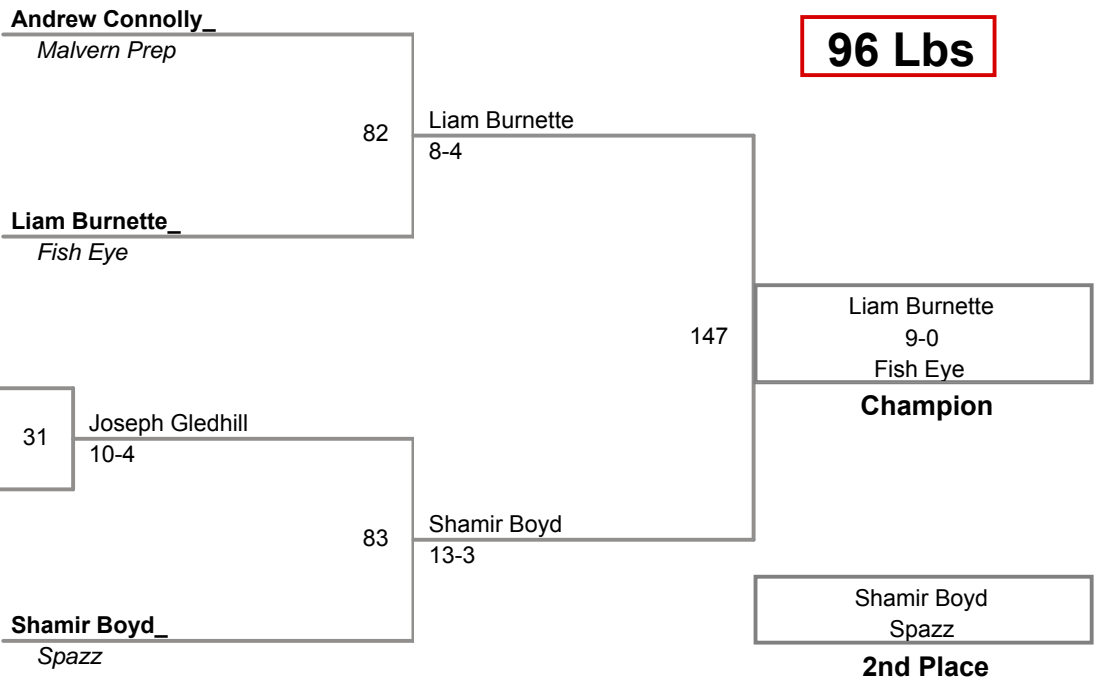 Andrew Connolly_
Malvern Prep
96 Lbs
82
Liam Burnette
8-4
Liam Burnette_
Fish Eye
147
Liam Burnette
9-0
Fish Eye
Champion
31
Joseph Gledhill
10-4
83
Shamir Boyd
13-3
Shamir Boyd_
Spazz
Shamir Boyd
Spazz
2nd Place